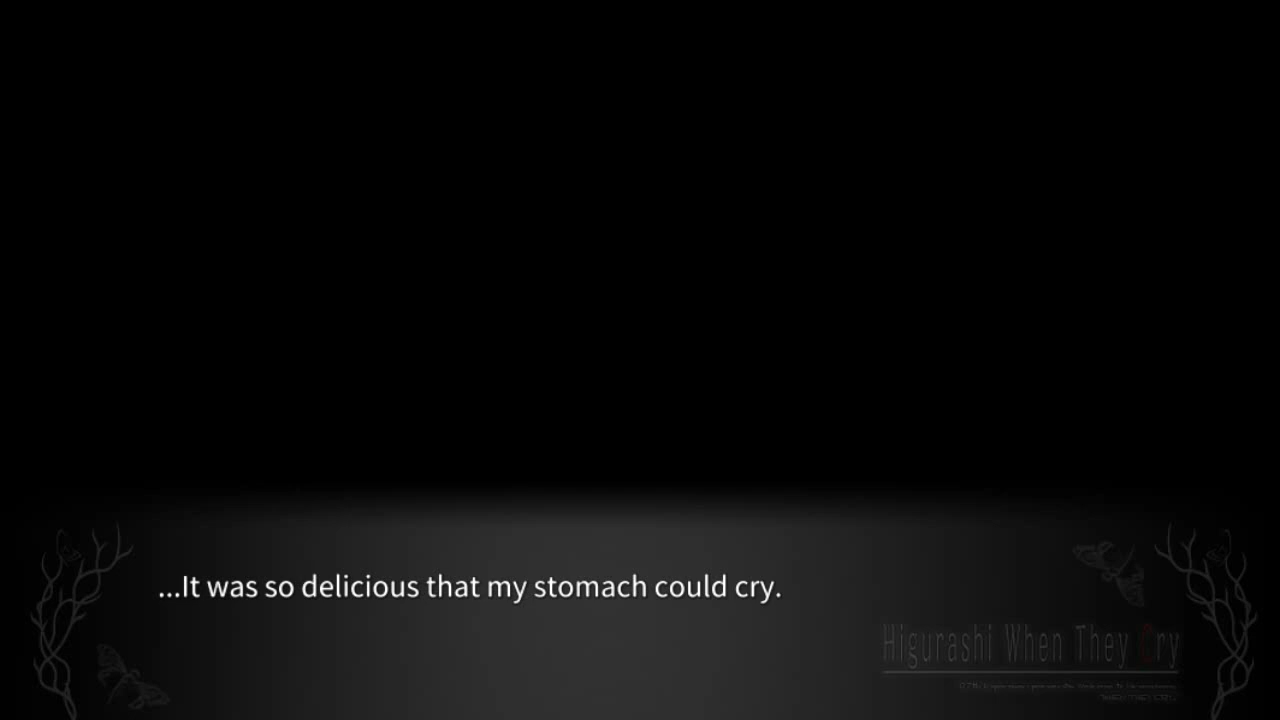 ...It was so delicious that my stomach could cry.
Higurashi When They Cry